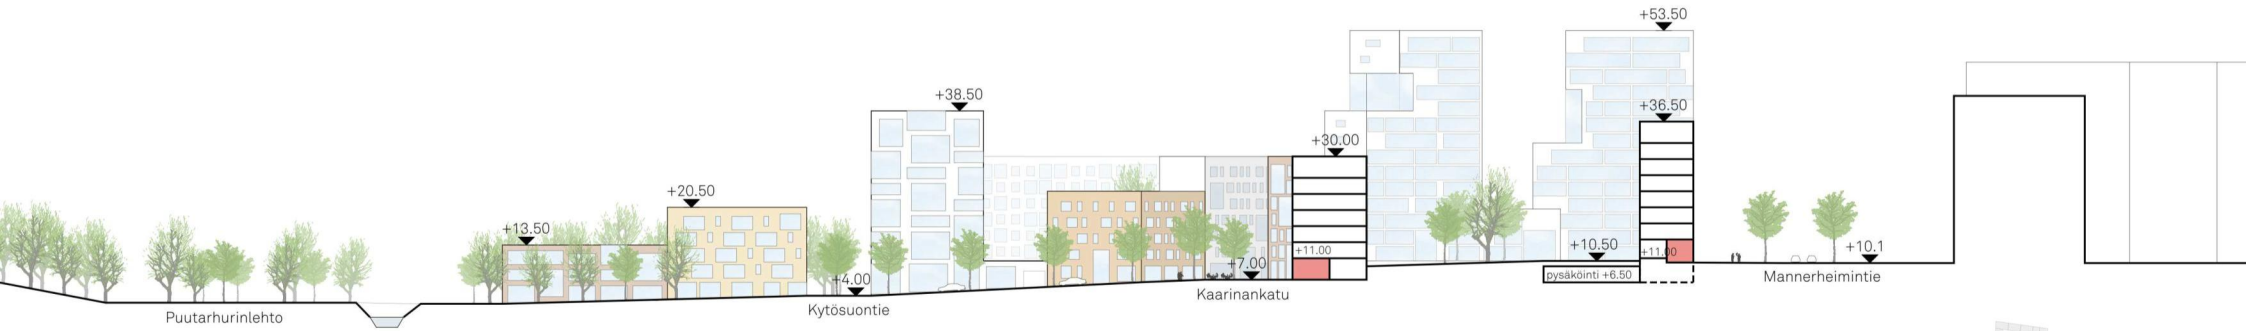 +53.50
+38.50
+36.50
+30.00
+20.50
+13.50
+11.00
+10.50
+11.00
+10.1
+7.00
pysäköinti +6.50
Mannerheimintie
+4.00
Kaarinankatu
Kytösuontie
Puutarhurinlehto